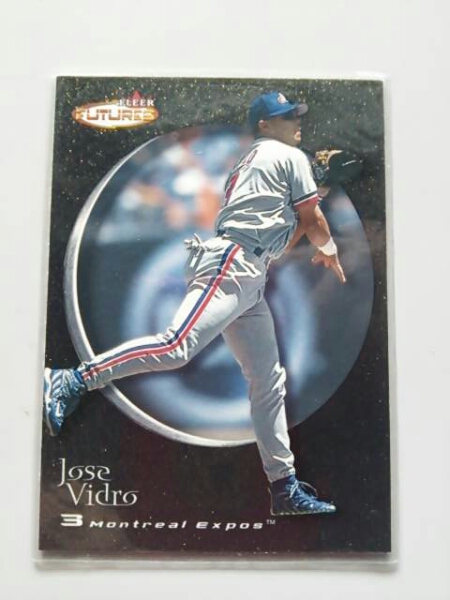 FLEER
FUTURES
Jose
Vidro
3 Montreal Expos™